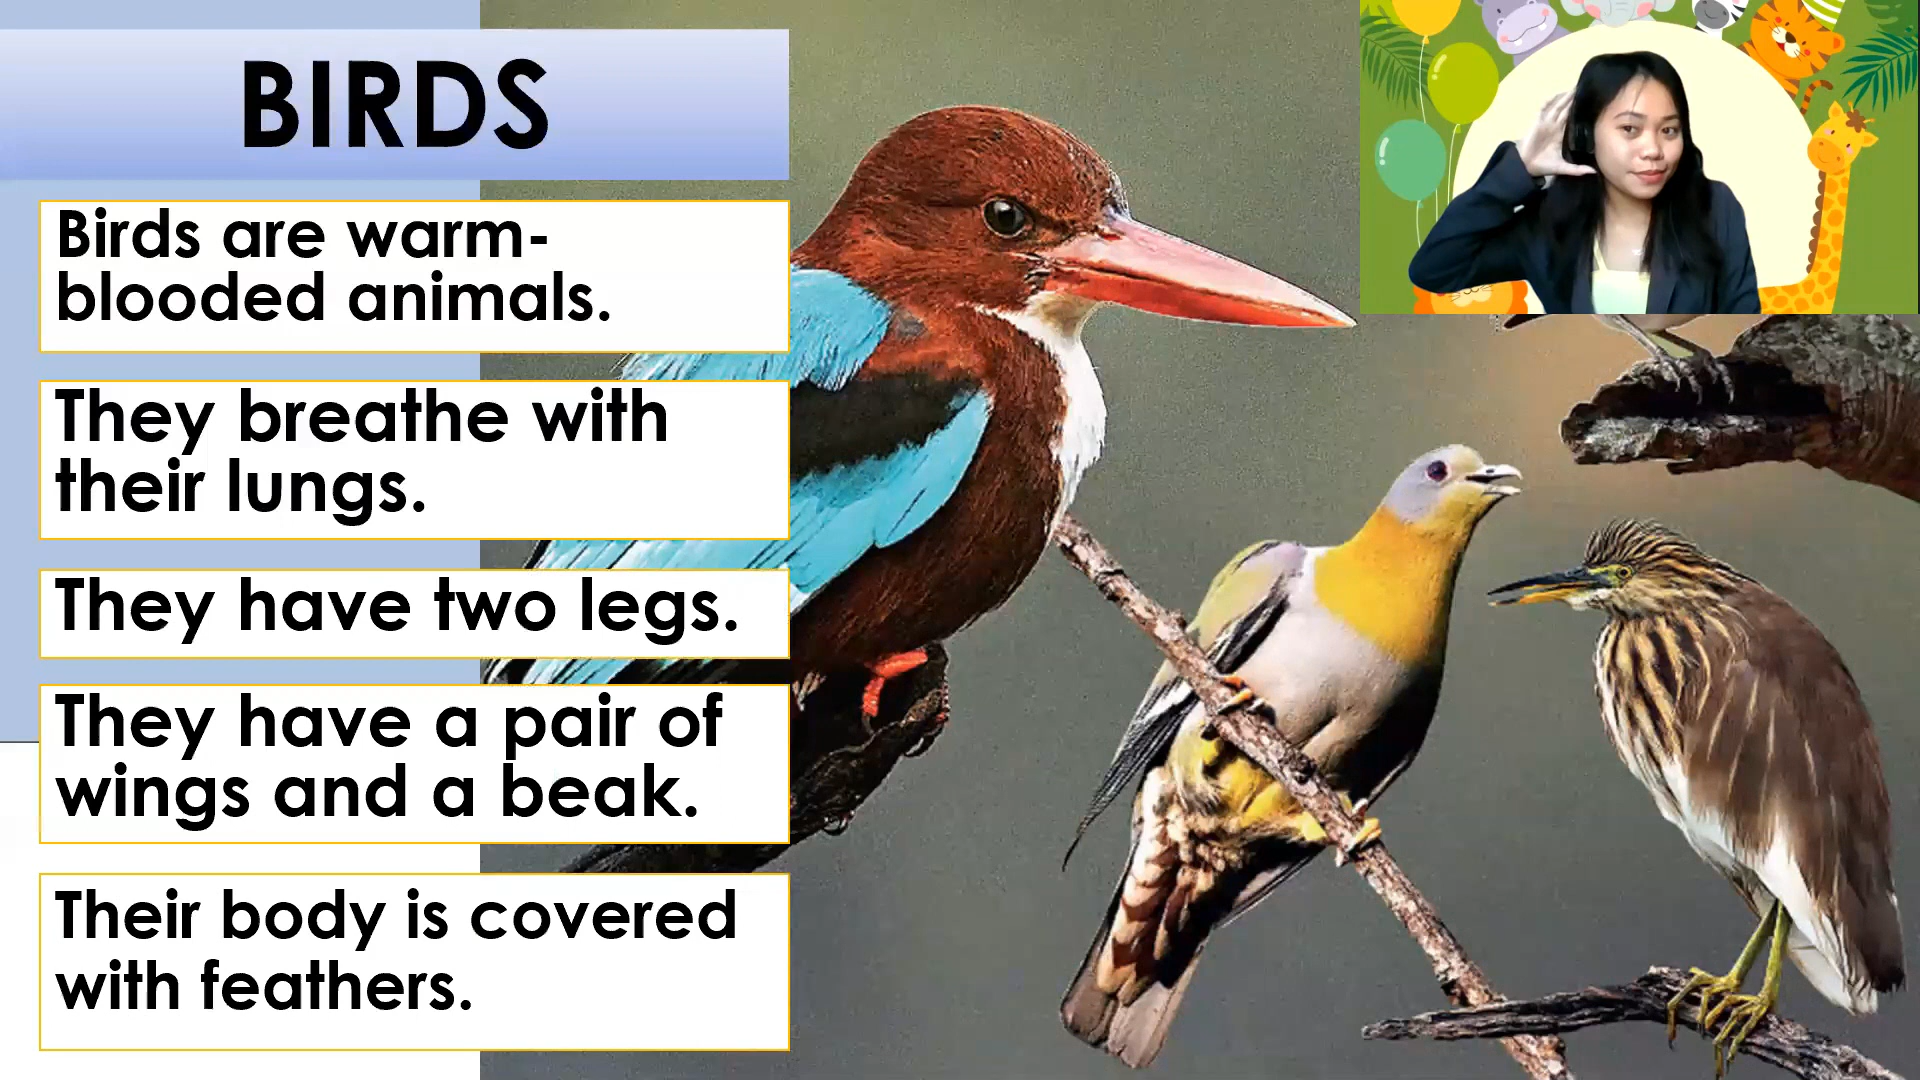 BIRDS
Birds are warm-
blooded animals.
They breathe with
their lungs.
They have two legs.
They have a pair of
wings and a beak.
Their body is covered
with feathers.